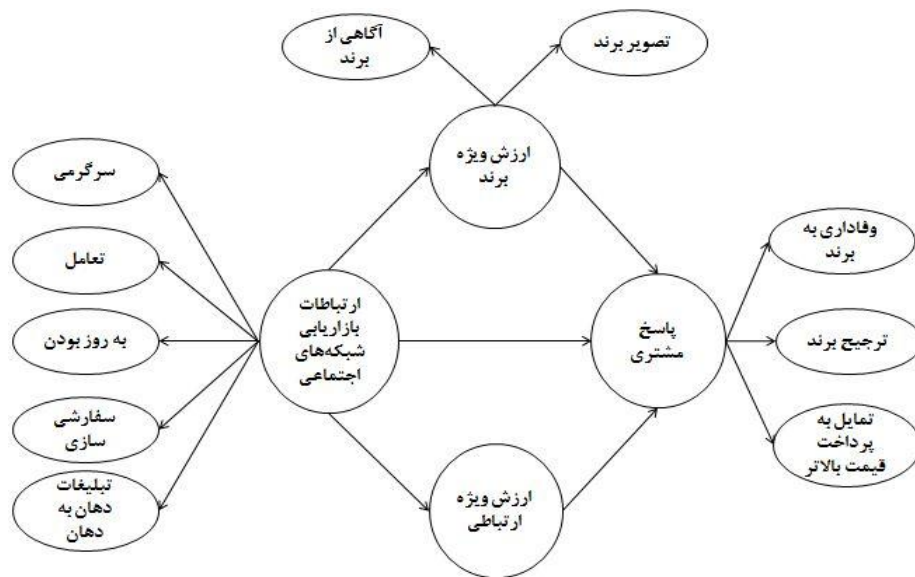 آگاهی از
برند
تصویر برند
ارزش ویژه
برند
سرگرمی
تعامل
به روز بودن
سفارشی
سازی
تبلیغات
دهان به
دهان
ارتباطات
بازاریابی
شبکه‌های
اجتماعی
پاسخ
مشتری
وفاداری به
برند
ترجیح برند
تمایل به
پرداخت
قیمت بالاتر
ارزش ویژه
ارتباطی